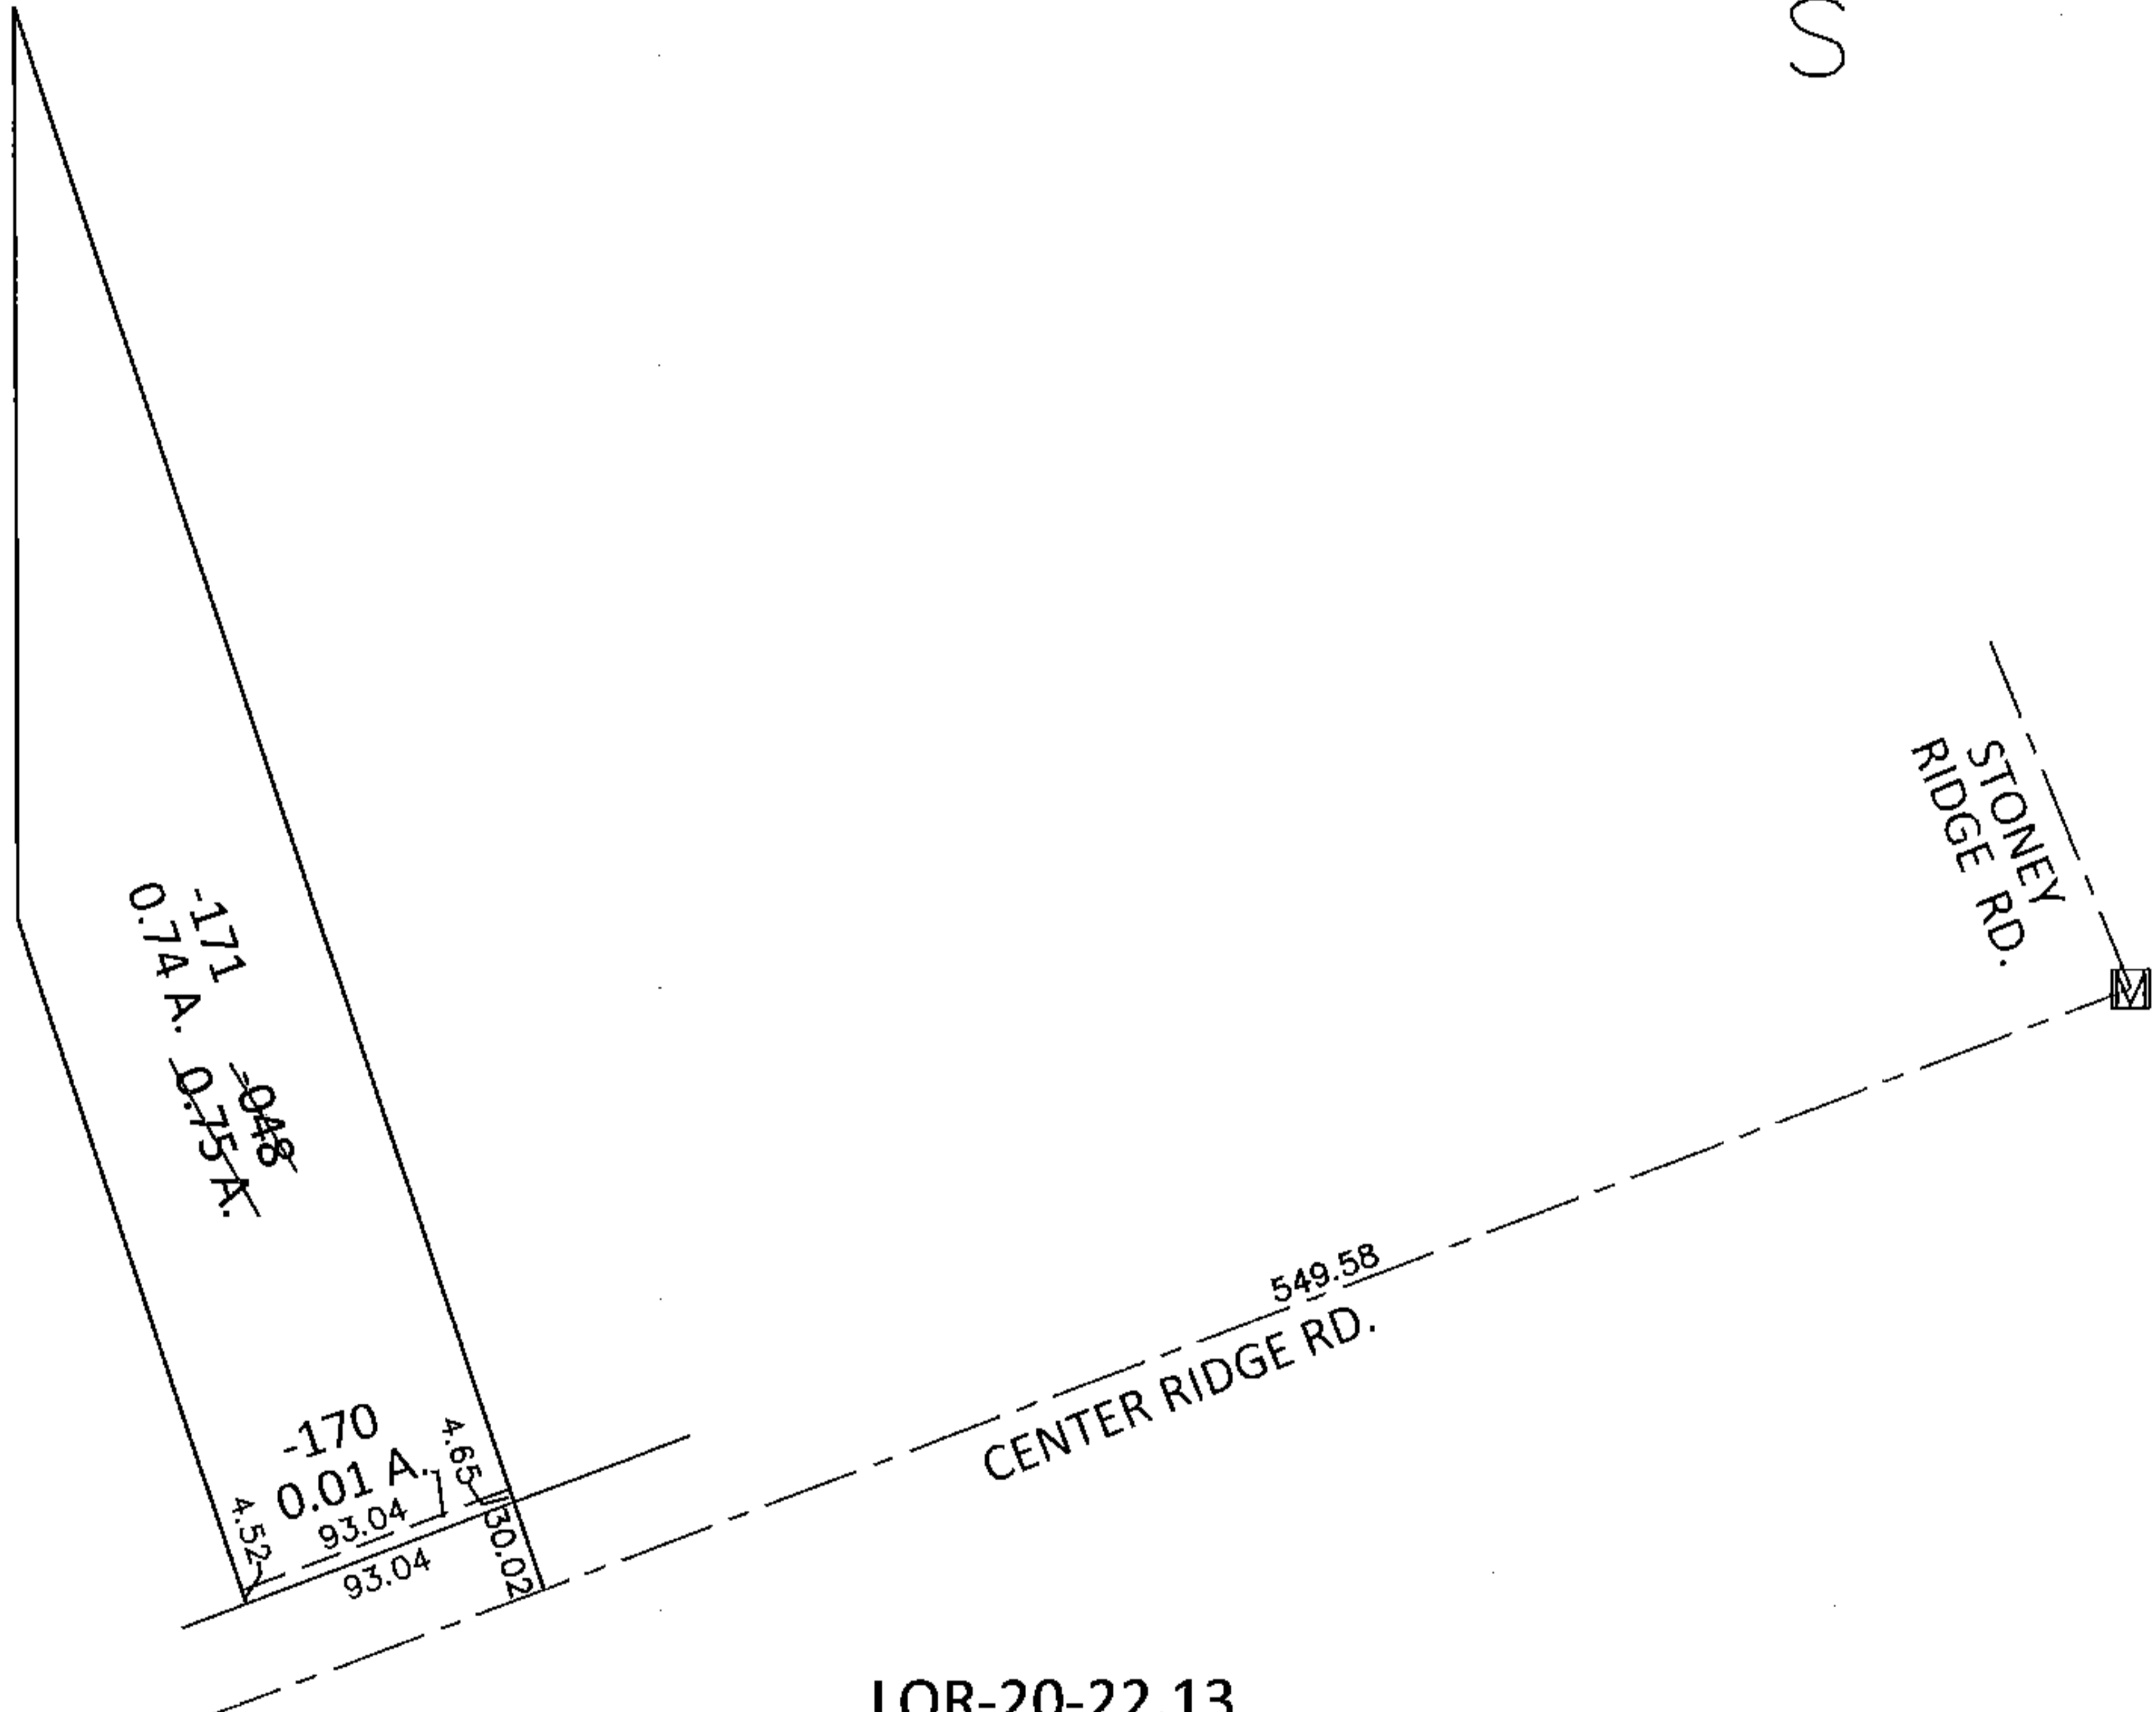 S
STONEY
RIDGE RD.
M
-171
0.74 A.
-048
0.75 A.
549.58
CENTER RIDGE RD.
-170
0.01 A.
4.65
93.04
4.52
93.04
30.02
LOR-20-22.13